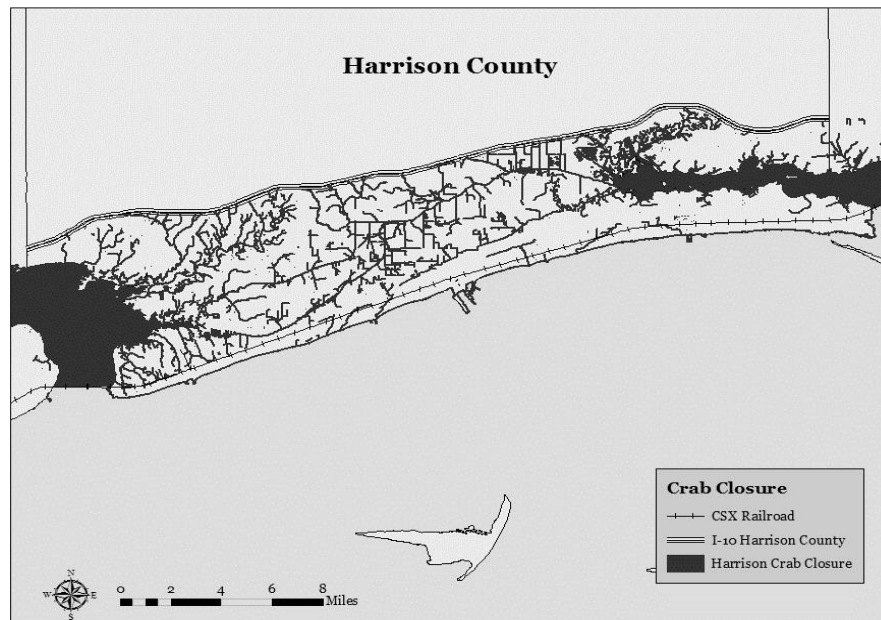 Harrison County
Crab Closure
CSX Railroad
I-10 Harrison County
Harrison Crab Closure
N
W E
S
0 2 4 6 8
Miles